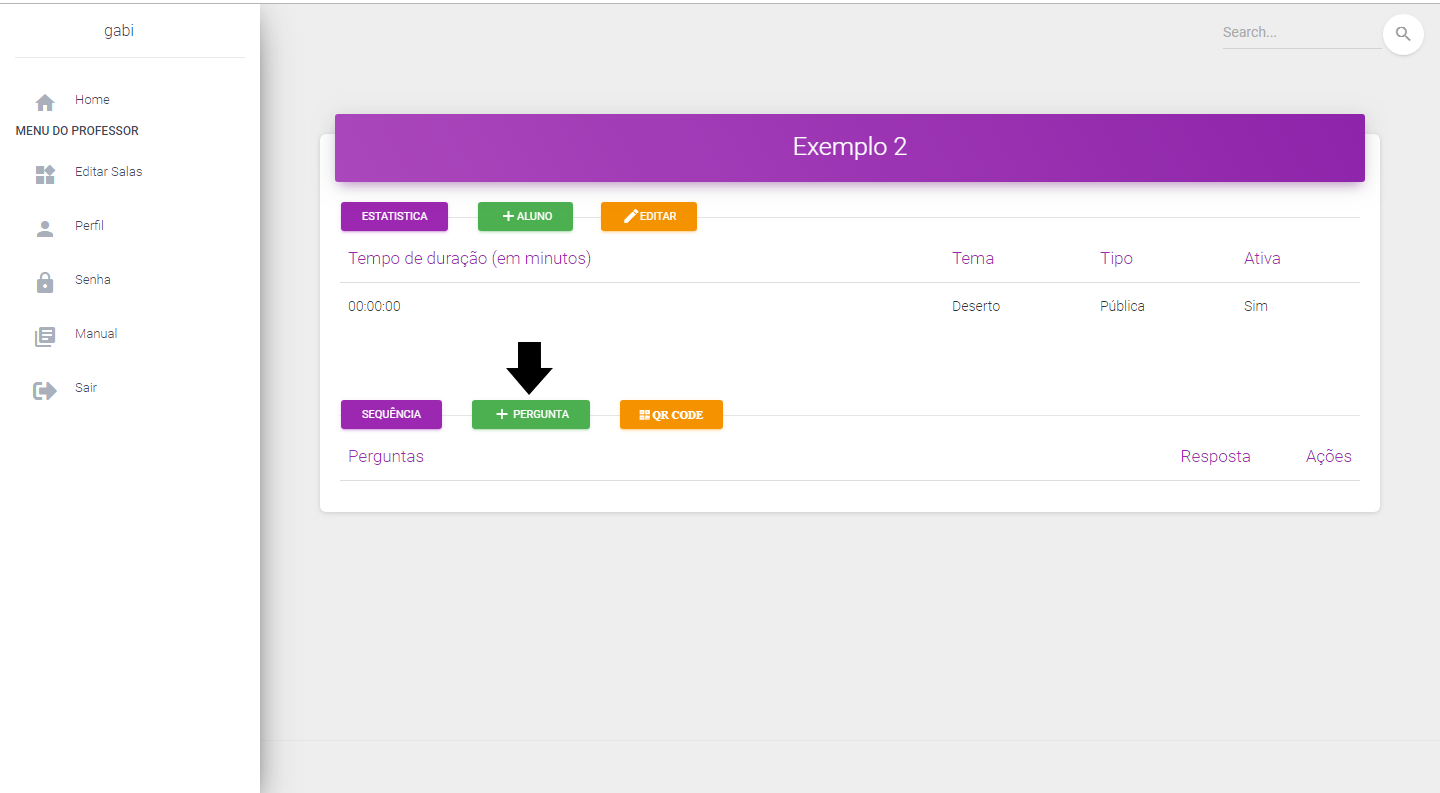 gabi
Search...
Home
MENU DO PROFESSOR
Editar Salas
Perfil
Senha
Manual
Sair
Exemplo 2
ESTATISTICA ALUNO EDITAR
Tempo de duração (em minutos) Tema Tipo Ativa
00:00:00 Deserto Pública Sim
SEQUÊNCIA PERGUNTA QR CODE
Perguntas Resposta Ações